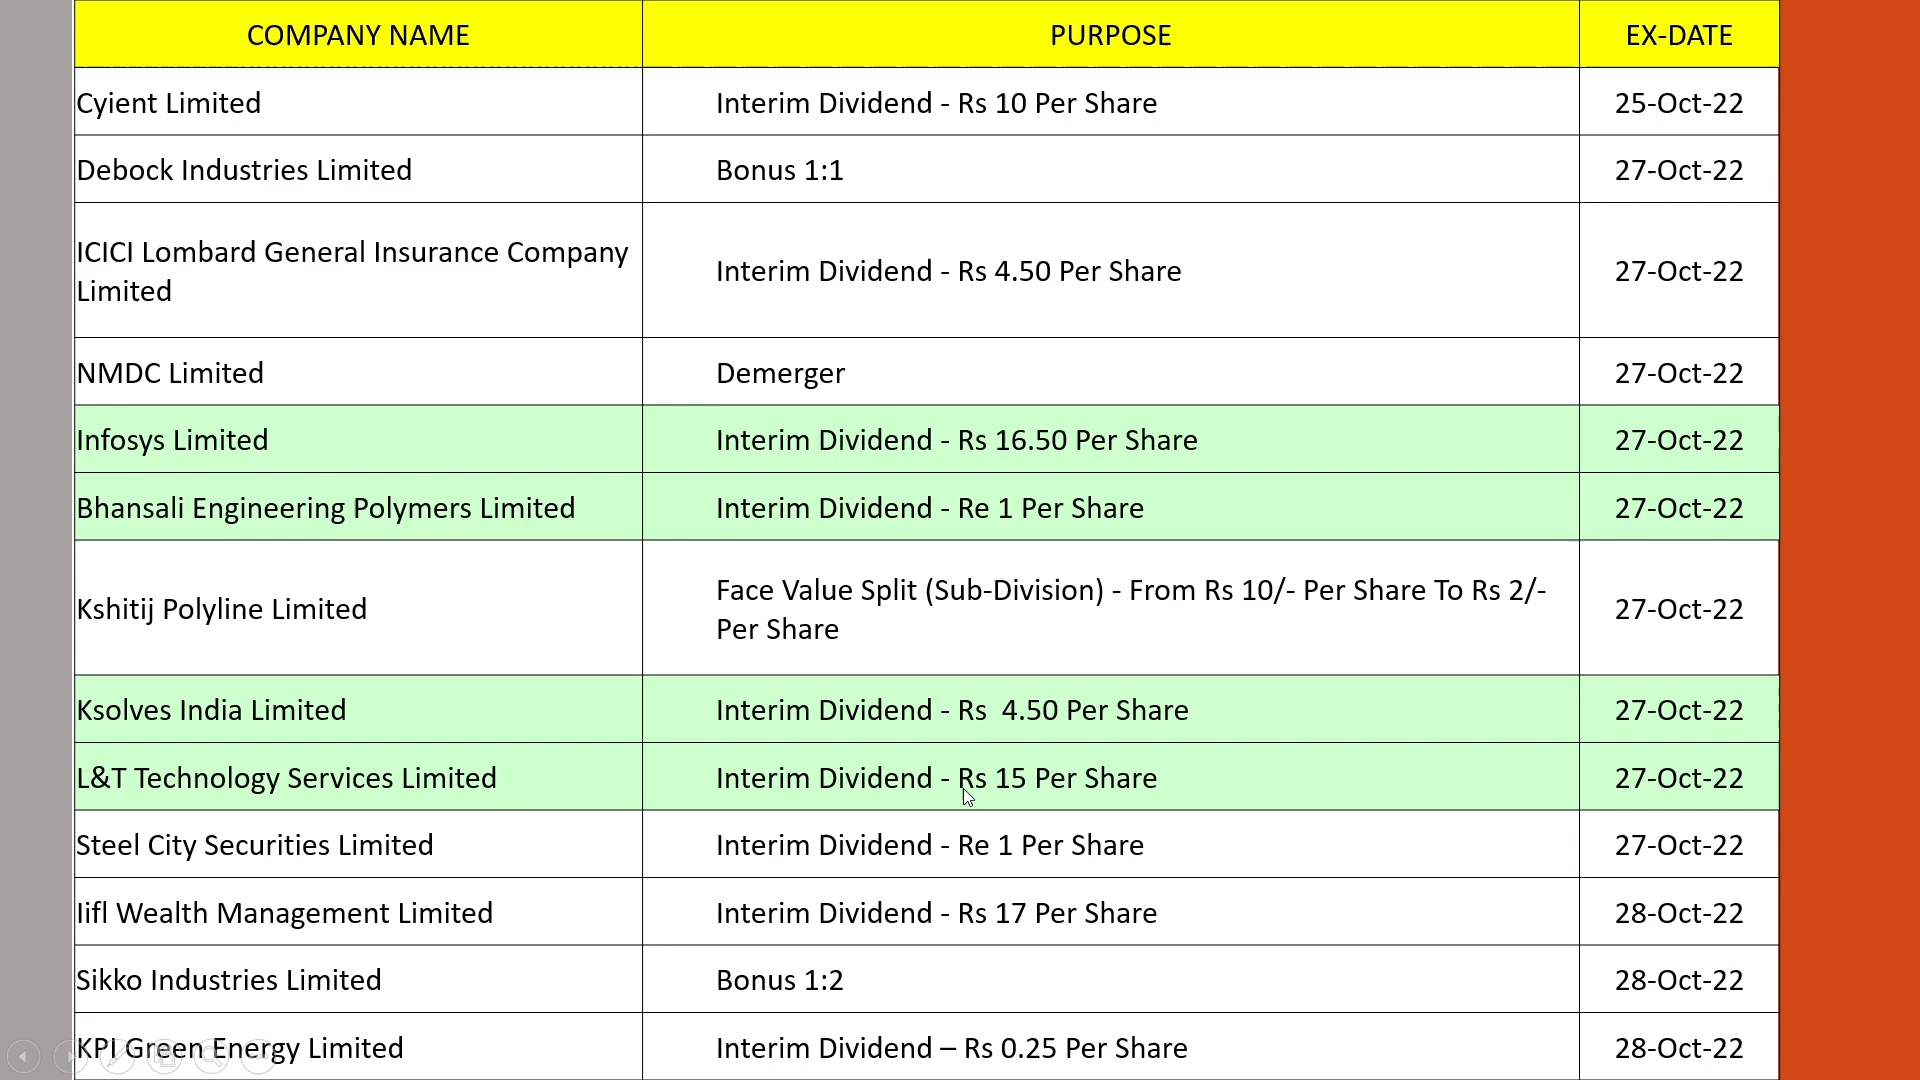 COMPANY NAME PURPOSE EX-DATE
Cyient Limited Interim Dividend - Rs 10 Per Share 25-Oct-22
Debock Industries Limited Bonus 1:1 27-Oct-22
ICICI Lombard General Insurance Company
Limited Interim Dividend - Rs 4.50 Per Share 27-Oct-22
NMDC Limited Demerger 27-Oct-22
Infosys Limited Interim Dividend - Rs 16.50 Per Share 27-Oct-22
Bhansali Engineering Polymers Limited Interim Dividend - Re 1 Per Share 27-Oct-22
Kshitij Polyline Limited Face Value Split (Sub-Division) - From Rs 10/- Per Share To Rs 2/-
Per Share 27-Oct-22
Ksolves India Limited Interim Dividend - Rs  4.50 Per Share 27-Oct-22
L&T Technology Services Limited Interim Dividend - Rs 15 Per Share 27-Oct-22
Steel City Securities Limited Interim Dividend - Re 1 Per Share 27-Oct-22
Iifl Wealth Management Limited Interim Dividend - Rs 17 Per Share 28-Oct-22
Sikko Industries Limited Bonus 1:2 28-Oct-22
KPI Green Energy Limited Interim Dividend – Rs 0.25 Per Share 28-Oct-22